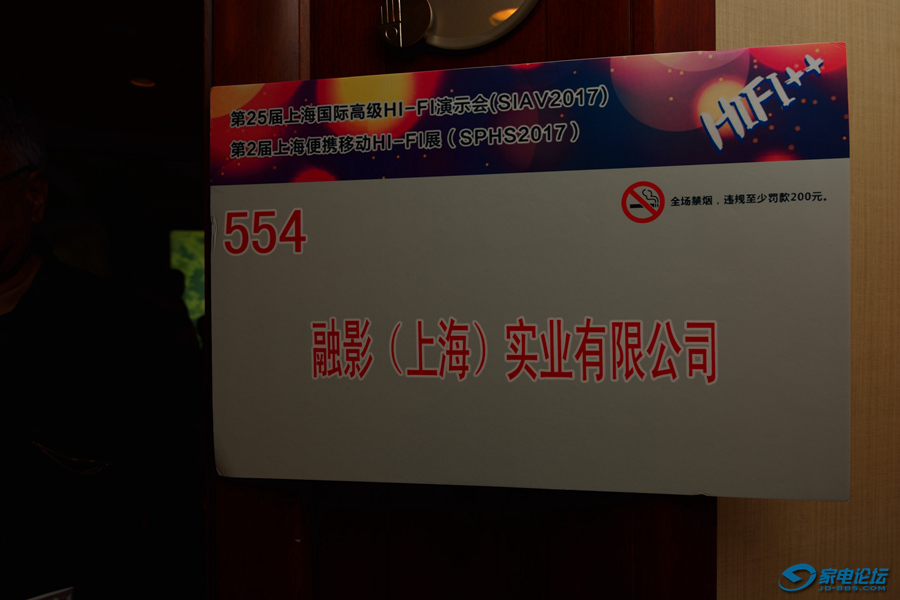 第25届上海国际高级HI-FI演示会(SIAV2017)
第2届上海便携移动HI-FI展（SPHS2017）
HIFI++
全场禁烟，违规至少罚款200元。
554
融影（上海）实业有限公司
家电论坛
JD-BBS.COM